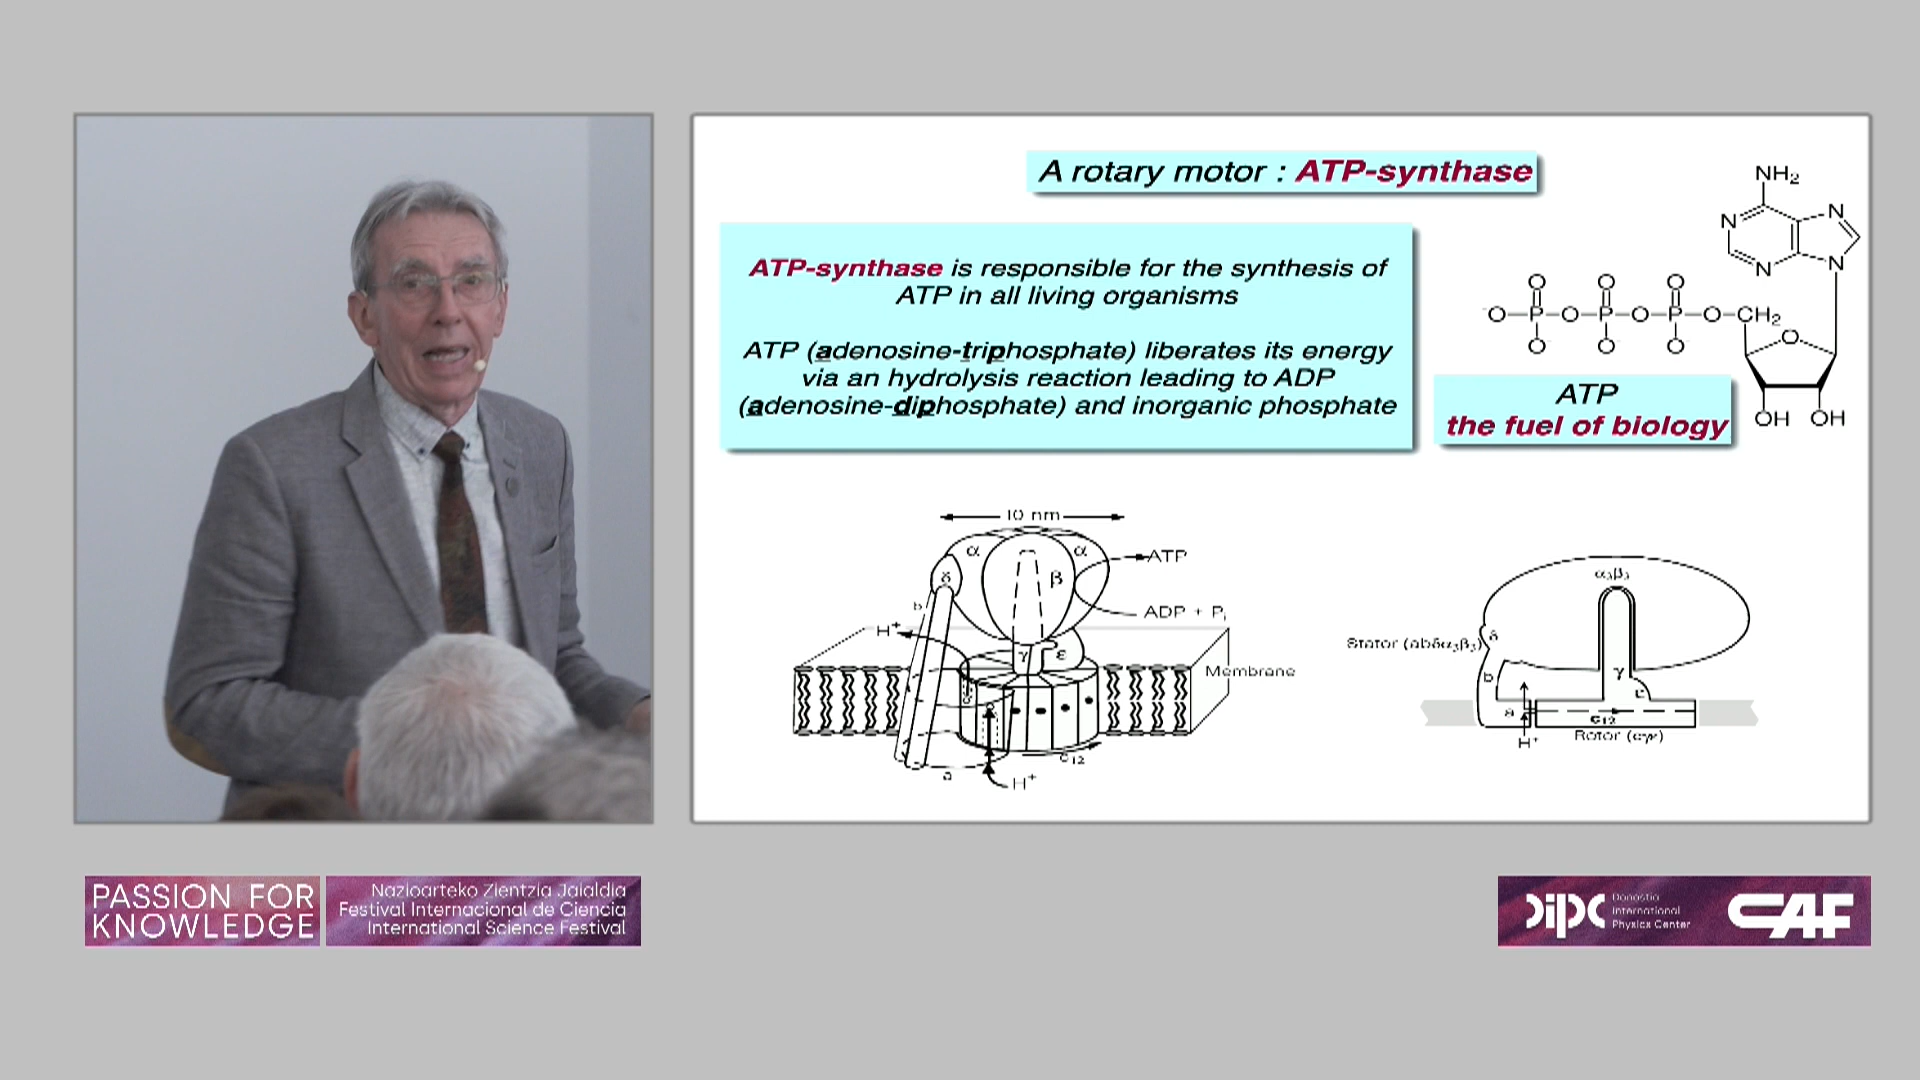 A rotary motor : ATP-synthase
ATP-synthase is responsible for the synthesis of
ATP in all living organisms
ATP (adenosine-triphosphate) liberates its energy
via an hydrolysis reaction leading to ADP
(adenosine-diphosphate) and inorganic phosphate
NH₂
N
N
N
N
O
O
O
⁻O–P–O–P–O–P–O–CH₂
O
O
O
O
OH OH
ATP
the fuel of biology
10 nm
α
α
δ
β
ATP
b
ADP + Pᵢ
H⁺
γ
ε
Membrane
c₁₂
a
H⁺
α₃β₃
Stator (abδα₃β₃)
δ
γ
b
ε
a
c₁₂
H⁺
PASSION FOR
KNOWLEDGE
Nazioarteko Zientzia Jaialdia
Festival Internacional de Ciencia
International Science Festival
dipc
Donostia
International
Physics Center
CAF